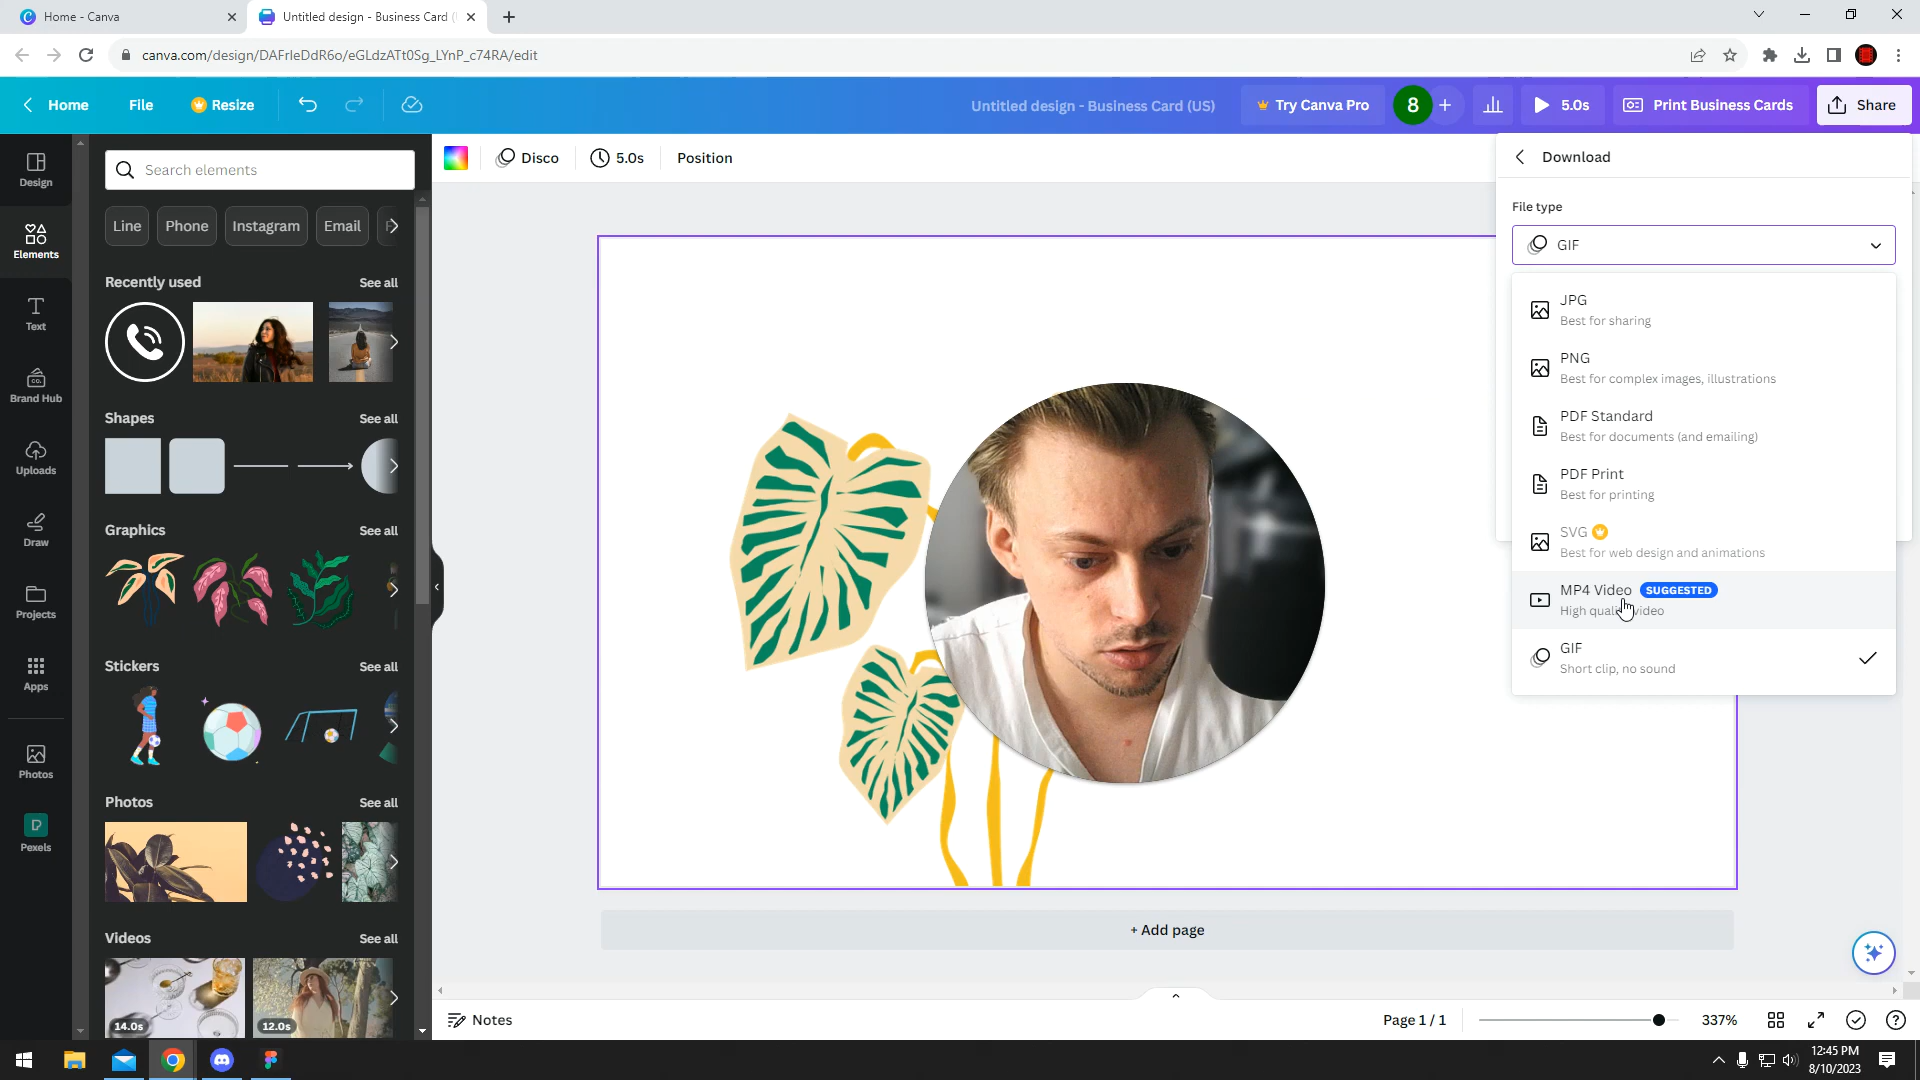 Home - Canva
Untitled design - Business Card (
canva.com/design/DAFrleDdR6o/eGLdzATt0Sg_LYnP_c74RA/edit
Home
File
Resize
Untitled design - Business Card (US)
Try Canva Pro
8
+
5.0s
Print Business Cards
Share
Design
Elements
Text
CO.
Brand Hub
Uploads
Draw
Projects
Apps
Photos
P
Pexels
Search elements
Line
Phone
Instagram
Email
Recently used
See all
Shapes
See all
Graphics
See all
Stickers
See all
Photos
See all
Videos
See all
14.0s
12.0s
Disco
5.0s
Position
Download
File type
GIF
JPG
Best for sharing
PNG
Best for complex images, illustrations
PDF Standard
Best for documents (and emailing)
PDF Print
Best for printing
SVG
Best for web design and animations
MP4 Video SUGGESTED
High quality video
GIF
Short clip, no sound
+ Add page
Notes
Page 1 / 1
337%
12:45 PM
8/10/2023